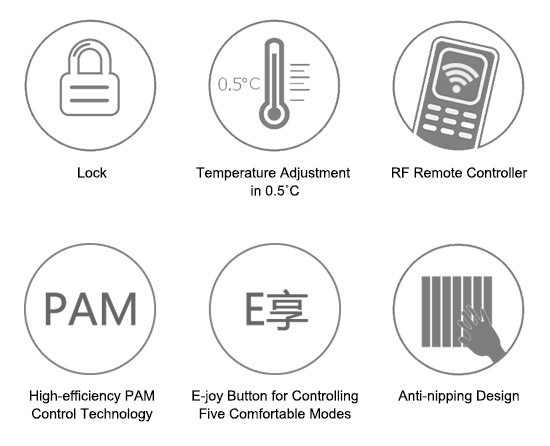 0.5°C
Lock
Temperature Adjustment
in 0.5°C
RF Remote Controller
PAM
E享
High-efficiency PAM
Control Technology
E-joy Button for Controlling
Five Comfortable Modes
Anti-nipping Design